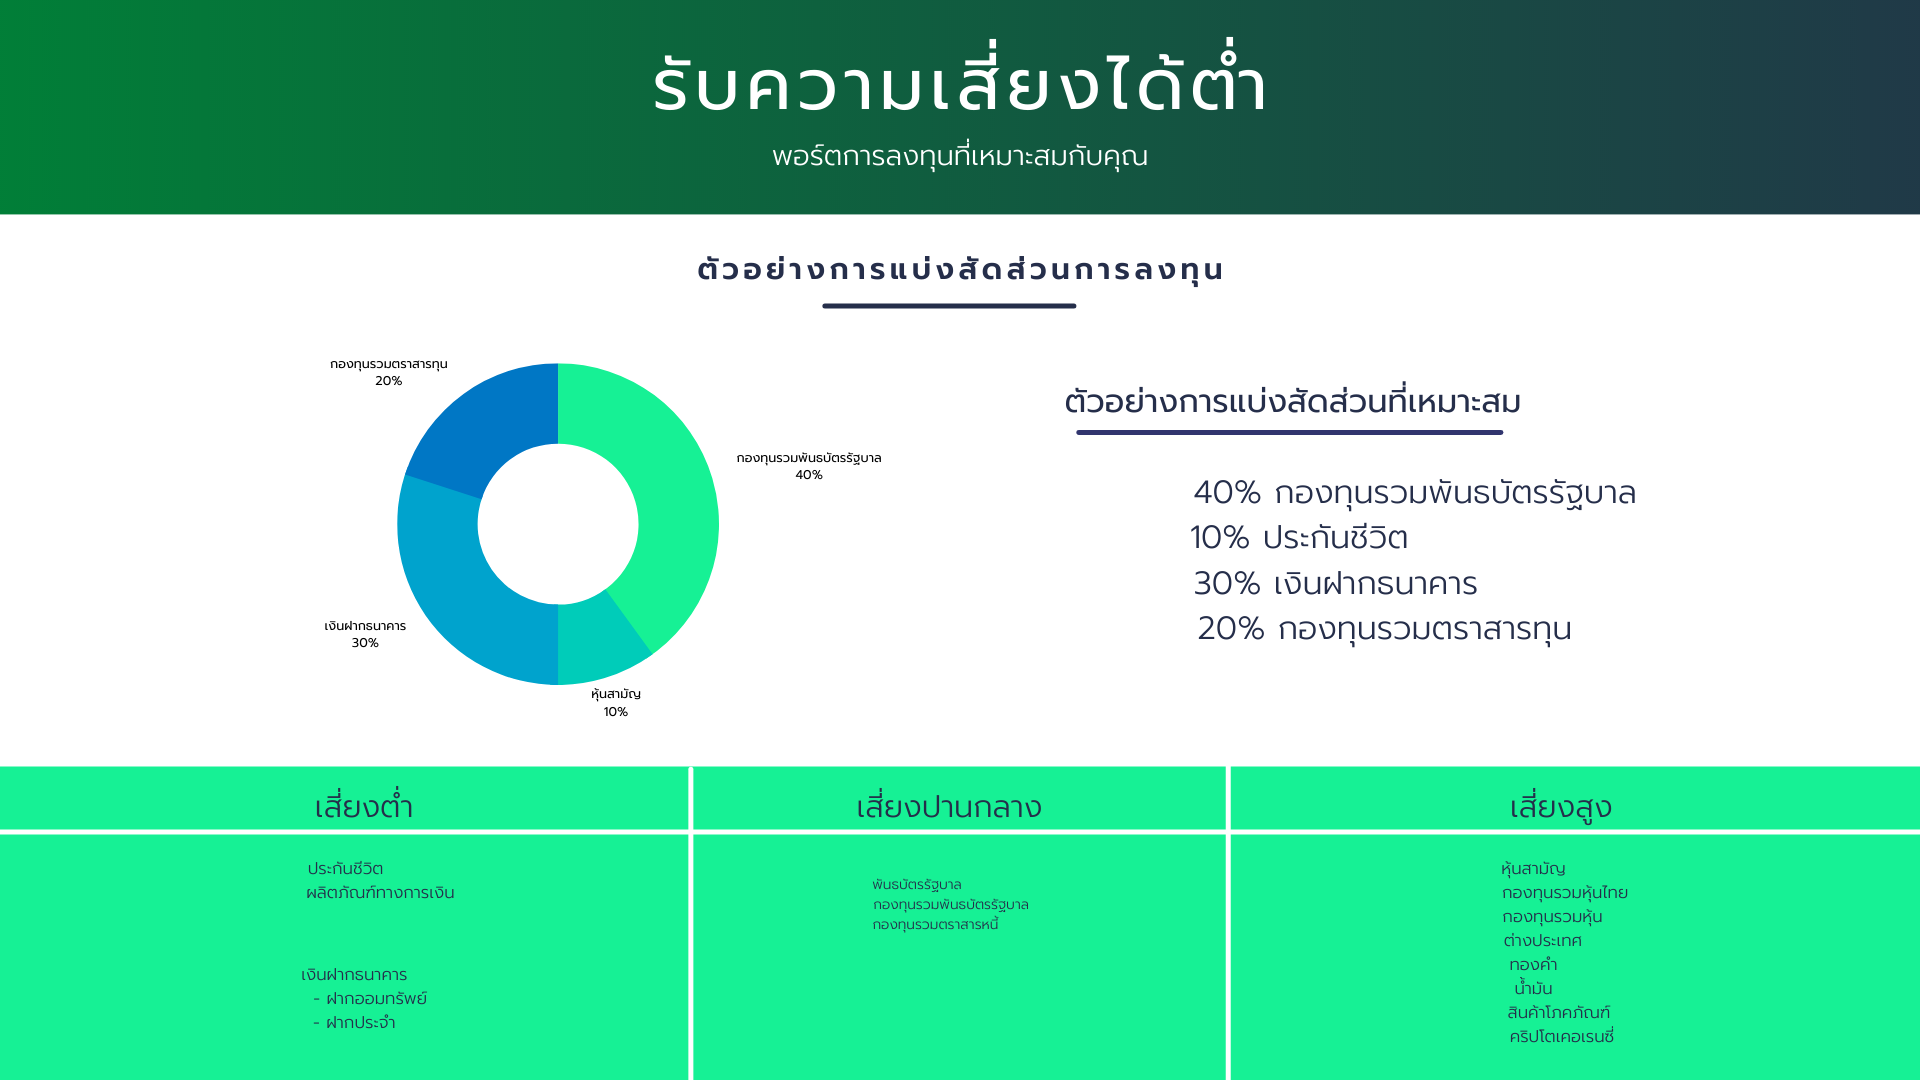 รับความเสี่ยงได้ต่ำ
พอร์ตการลงทุนที่เหมาะสมกับคุณ
ตัวอย่างการแบ่งสัดส่วนการลงทุน
กองทุนรวมตราสารทุน
20%
กองทุนรวมพันธบัตรรัฐบาล
40%
เงินฝากธนาคาร
30%
หุ้นสามัญ
10%
ตัวอย่างการแบ่งสัดส่วนที่เหมาะสม
40% กองทุนรวมพันธบัตรรัฐบาล
10% ประกันชีวิต
30% เงินฝากธนาคาร
20% กองทุนรวมตราสารทุน
เสี่ยงต่ำ
ประกันชีวิต
ผลิตภัณฑ์ทางการเงิน
เงินฝากธนาคาร
- ฝากออมทรัพย์
- ฝากประจำ
เสี่ยงปานกลาง
พันธบัตรรัฐบาล
กองทุนรวมพันธบัตรรัฐบาล
กองทุนรวมตราสารหนี้
เสี่ยงสูง
หุ้นสามัญ
กองทุนรวมหุ้นไทย
กองทุนรวมหุ้น
ต่างประเทศ
ทองคำ
น้ำมัน
สินค้าโภคภัณฑ์
คริปโตเคอเรนซี่